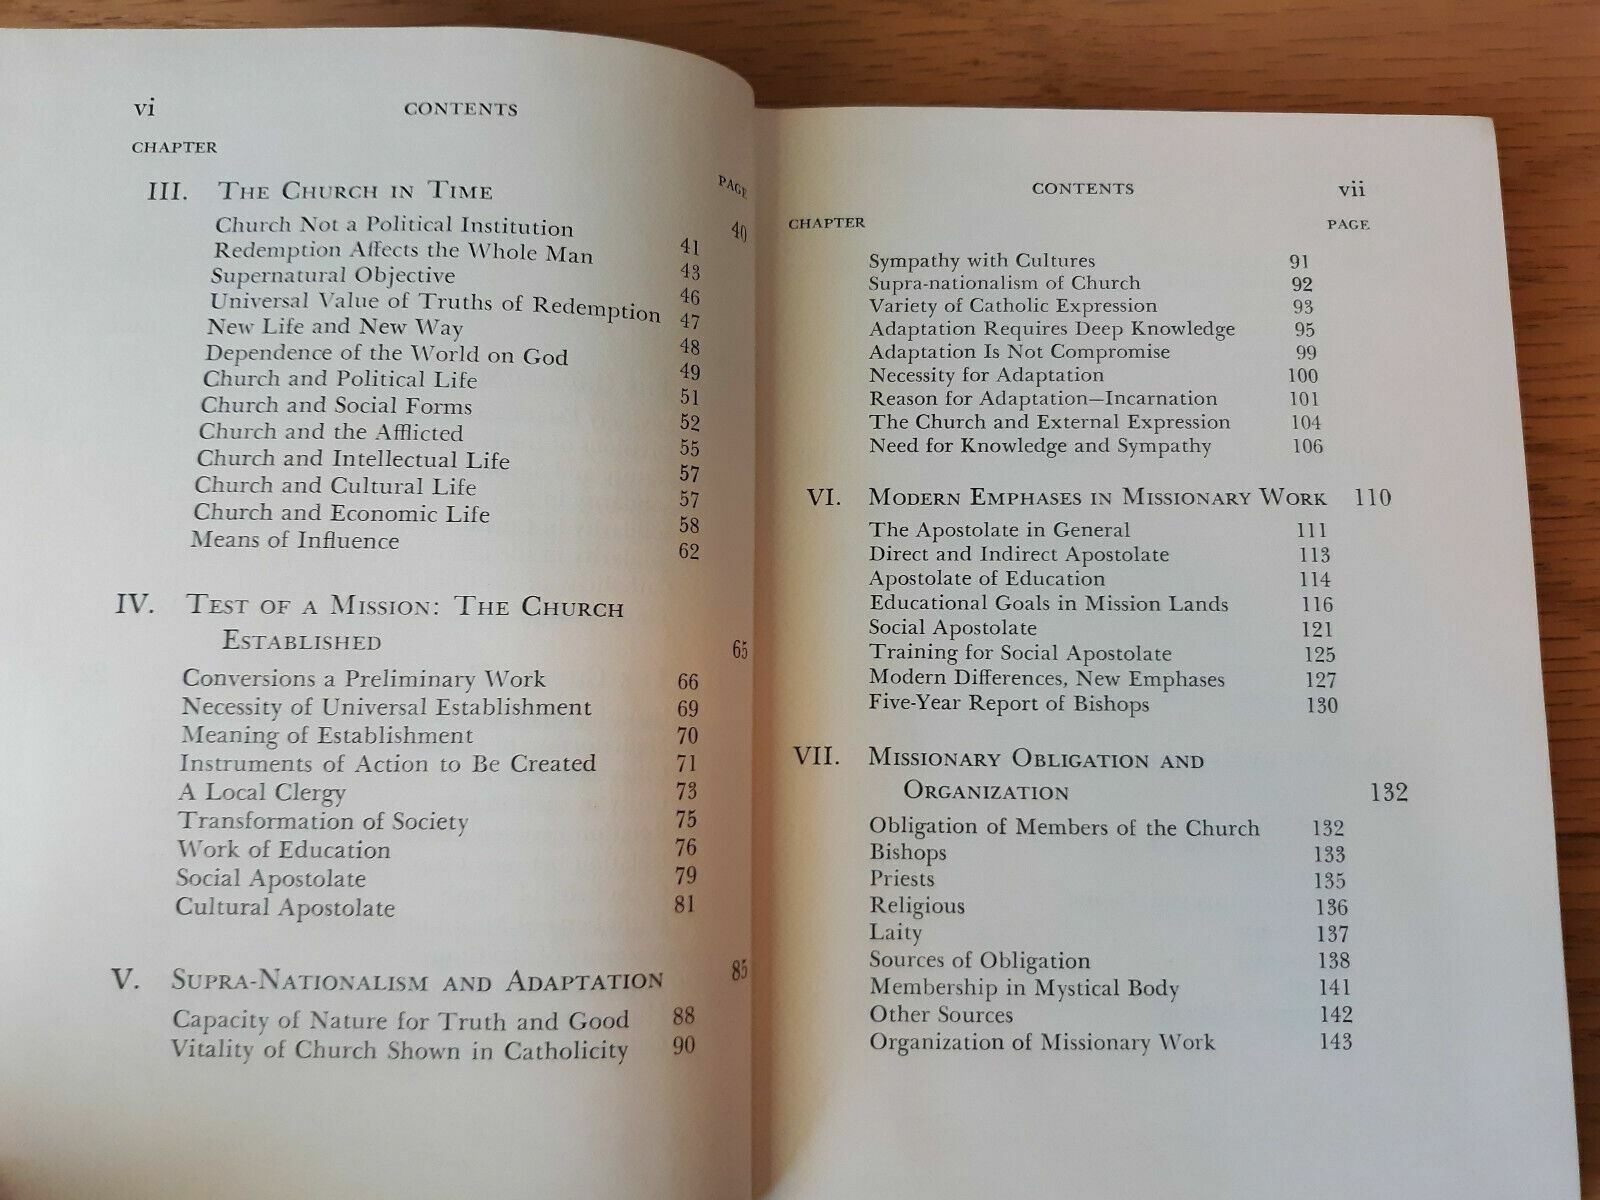 vi CONTENTS
CHAPTER
PAGE
III. THE CHURCH IN TIME 40
Church Not a Political Institution 41
Redemption Affects the Whole Man 43
Supernatural Objective 46
Universal Value of Truths of Redemption 47
New Life and New Way 48
Dependence of the World on God 49
Church and Political Life 51
Church and Social Forms 52
Church and the Afflicted 55
Church and Intellectual Life 57
Church and Cultural Life 57
Church and Economic Life 58
Means of Influence 62
IV. TEST OF A MISSION: THE CHURCH
ESTABLISHED 65
Conversions a Preliminary Work 66
Necessity of Universal Establishment 69
Meaning of Establishment 70
Instruments of Action to Be Created 71
A Local Clergy 73
Transformation of Society 75
Work of Education 76
Social Apostolate 79
Cultural Apostolate 81
V. SUPRA-NATIONALISM AND ADAPTATION 85
Capacity of Nature for Truth and Good 88
Vitality of Church Shown in Catholicity 90
CONTENTS vii
CHAPTER PAGE
Sympathy with Cultures 91
Supra-nationalism of Church 92
Variety of Catholic Expression 93
Adaptation Requires Deep Knowledge 95
Adaptation Is Not Compromise 99
Necessity for Adaptation 100
Reason for Adaptation—Incarnation 101
The Church and External Expression 104
Need for Knowledge and Sympathy 106
VI. MODERN EMPHASES IN MISSIONARY WORK 110
The Apostolate in General 111
Direct and Indirect Apostolate 113
Apostolate of Education 114
Educational Goals in Mission Lands 116
Social Apostolate 121
Training for Social Apostolate 125
Modern Differences, New Emphases 127
Five-Year Report of Bishops 130
VII. MISSIONARY OBLIGATION AND
ORGANIZATION 132
Obligation of Members of the Church 132
Bishops 133
Priests 135
Religious 136
Laity 137
Sources of Obligation 138
Membership in Mystical Body 141
Other Sources 142
Organization of Missionary Work 143